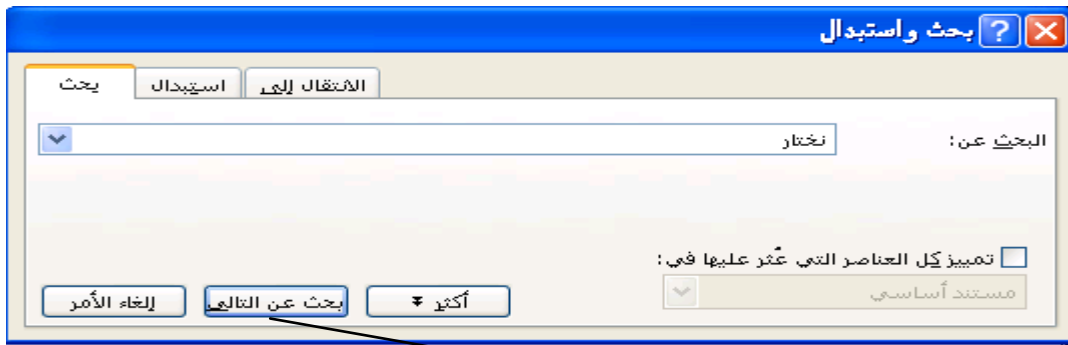 بحث واستبدال
بحث استبدال الانتقال إلى
البحث عن: نختار
تمييز كل العناصر التي عُثر عليها في:
مستند أساسي
أكثر بحث عن التالي إلغاء الأمر